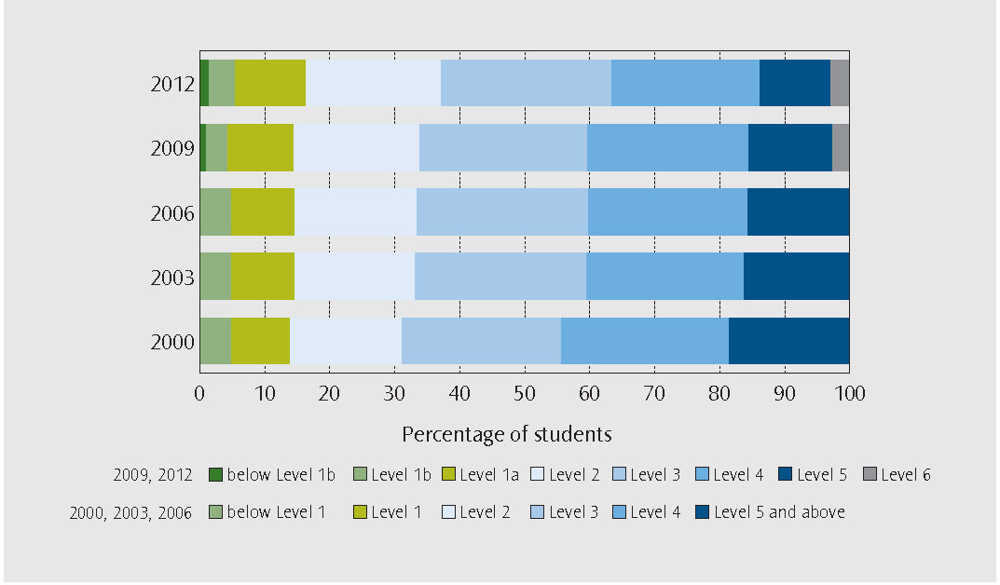 2012
2009
2006
2003
2000
0 10 20 30 40 50 60 70 80 90 100
Percentage of students
2009, 2012 below Level 1b Level 1b Level 1a Level 2 Level 3 Level 4 Level 5 Level 6
2000, 2003, 2006 below Level 1 Level 1 Level 2 Level 3 Level 4 Level 5 and above